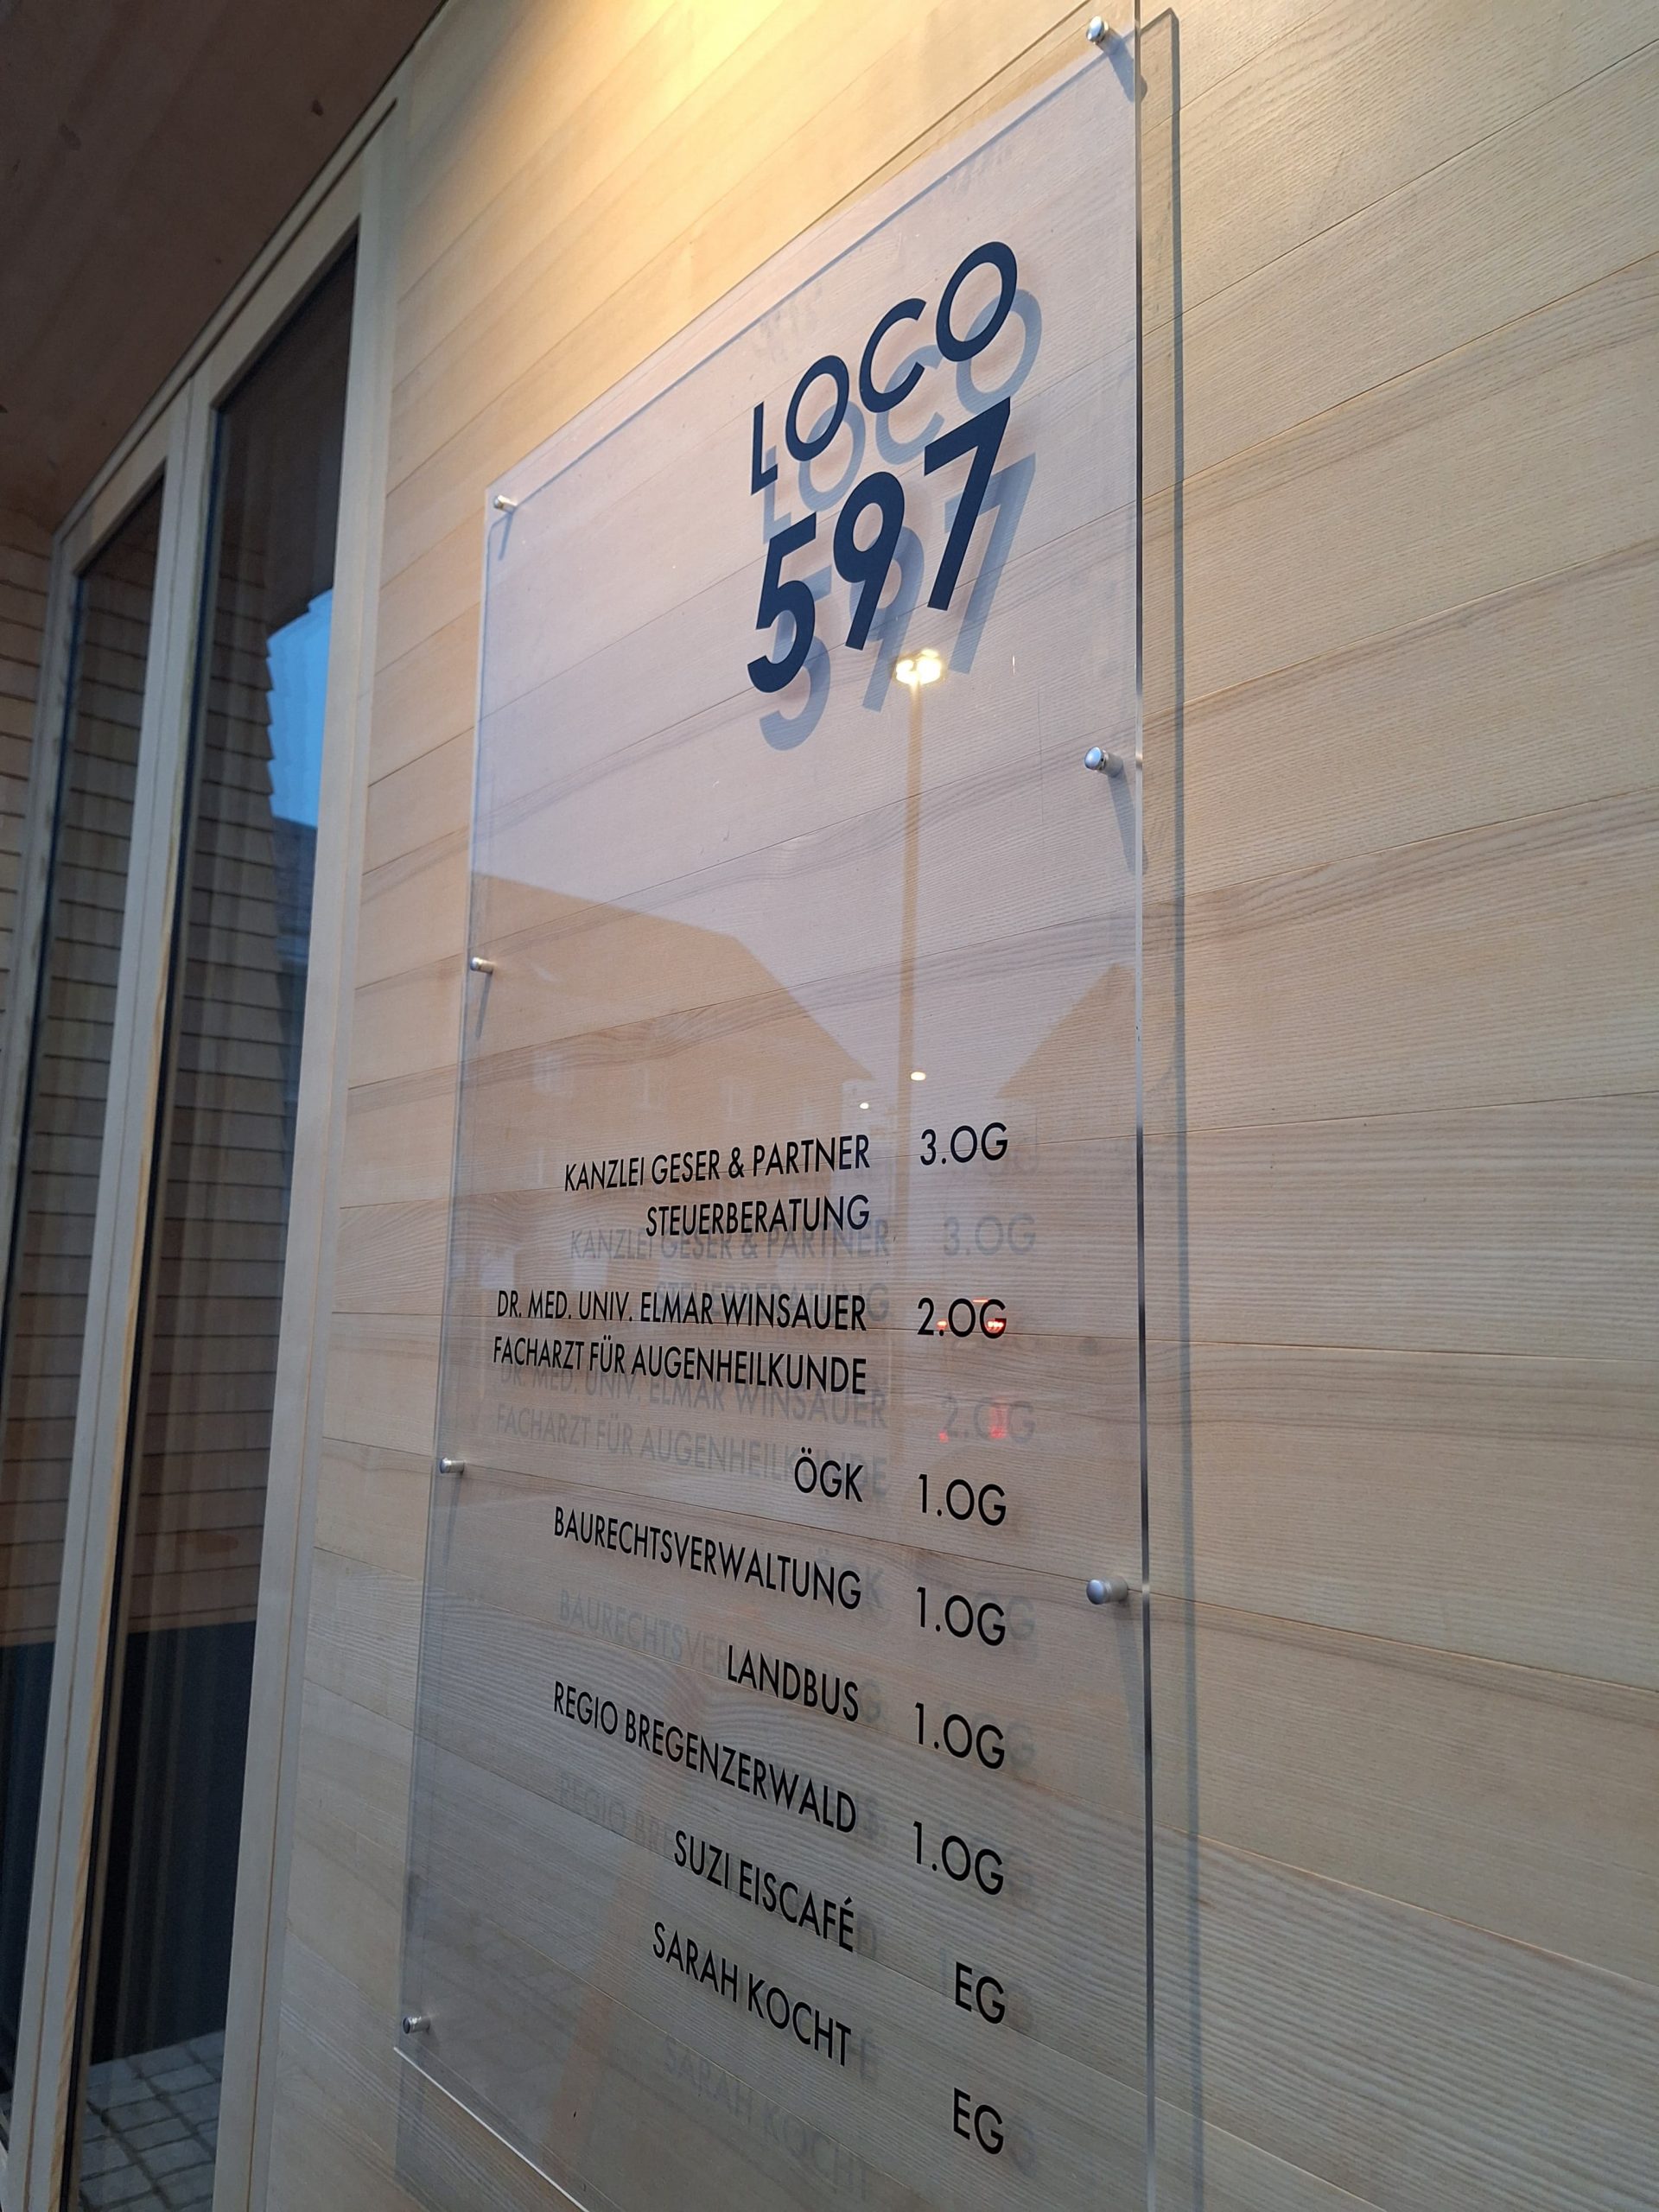 LOCO
597
KANZLEI GESER & PARTNER 3.OG
STEUERBERATUNG
DR. MED. UNIV. ELMAR WINSAUER 2.OG
FACHARZT FÜR AUGENHEILKUNDE
ÖGK 1.OG
BAURECHTSVERWALTUNG 1.OG
LANDBUS 1.OG
REGIO BREGENZERWALD 1.OG
SUZI EISCAFÉ EG
SARAH KOCHT EG